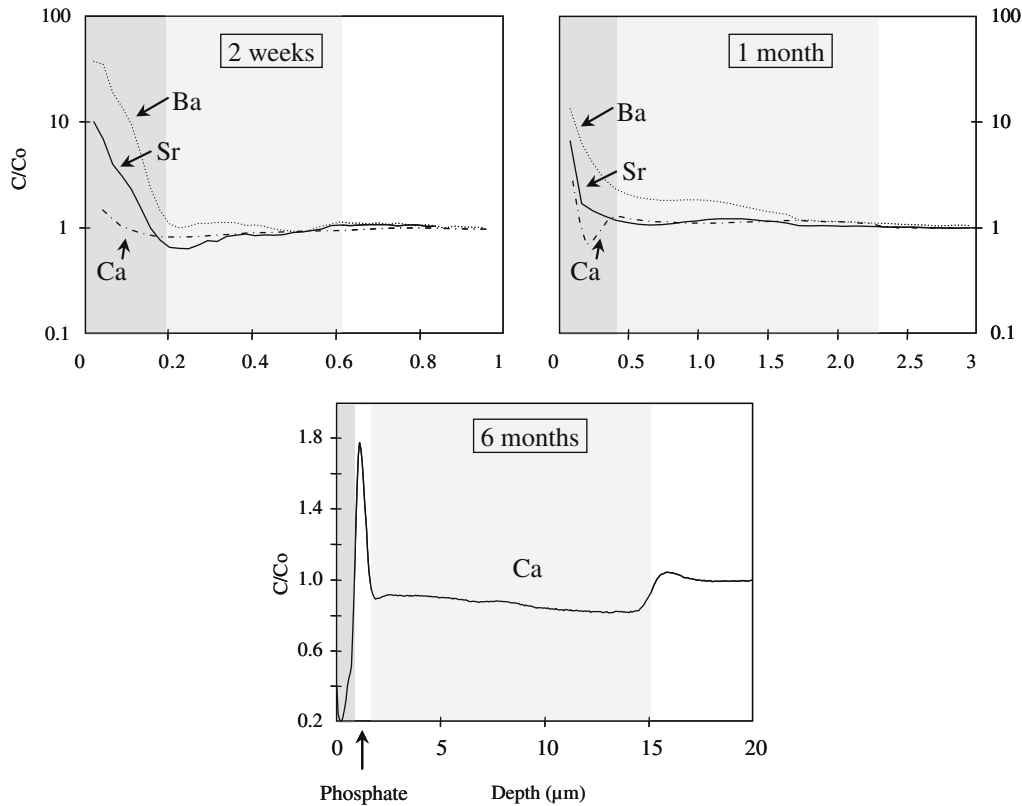 2 weeks
100
10
1
0.1
C/Co
Ba
Sr
Ca
0 0.2 0.4 0.6 0.8 1
1 month
100
10
1
0.1
Ba
Sr
Ca
0 0.5 1.0 1.5 2.0 2.5 3
6 months
1.8
1.4
1.0
0.6
0.2
C/Co
Ca
0 5 10 15 20
Phosphate
Depth (µm)